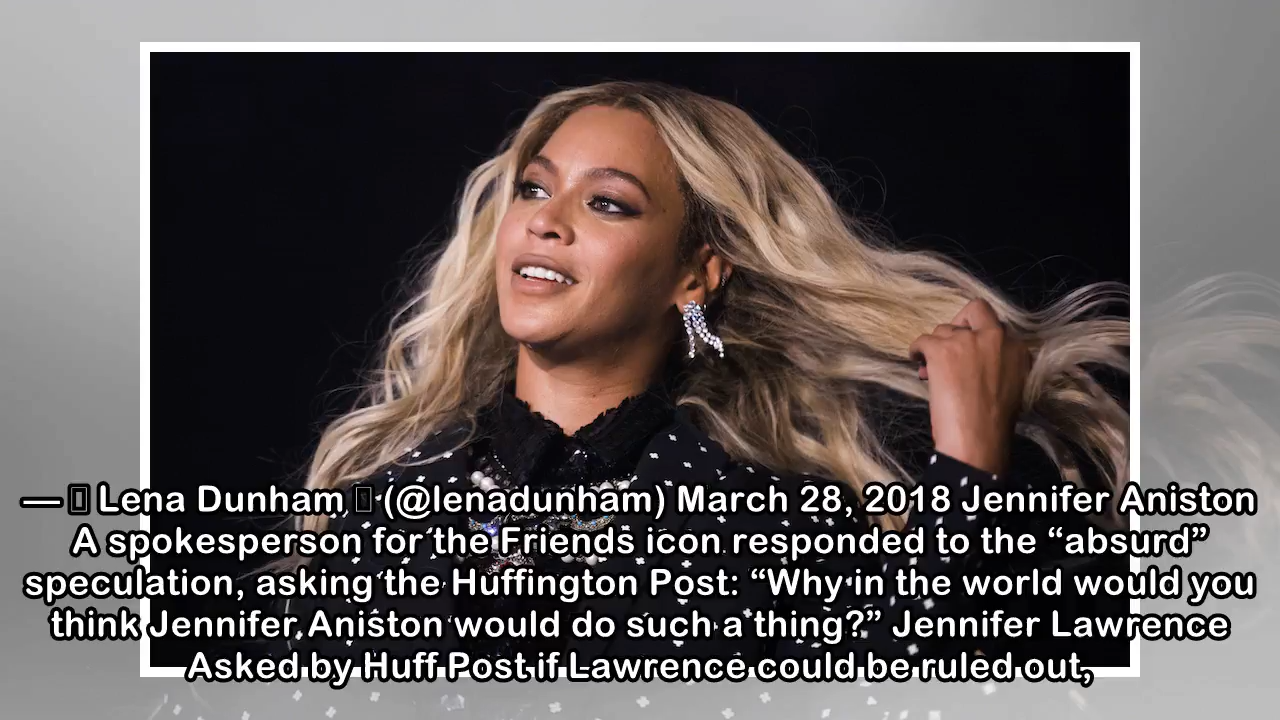 — Lena Dunham (@lenadunham) March 28, 2018 Jennifer Aniston
A spokesperson for the Friends icon responded to the “absurd”
speculation, asking the Huffington Post: “Why in the world would you
think Jennifer Aniston would do such a thing?” Jennifer Lawrence
Asked by Huff Post if Lawrence could be ruled out,